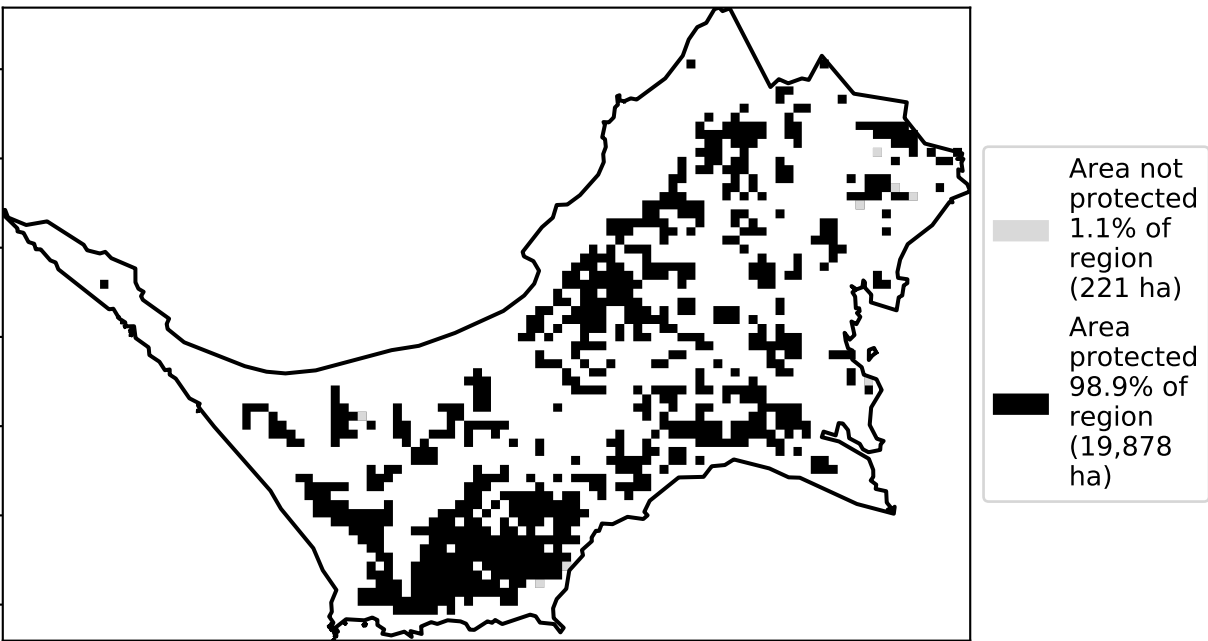 Area not
protected
1.1% of
region
(221 ha)
Area
protected
98.9% of
region
(19,878
ha)